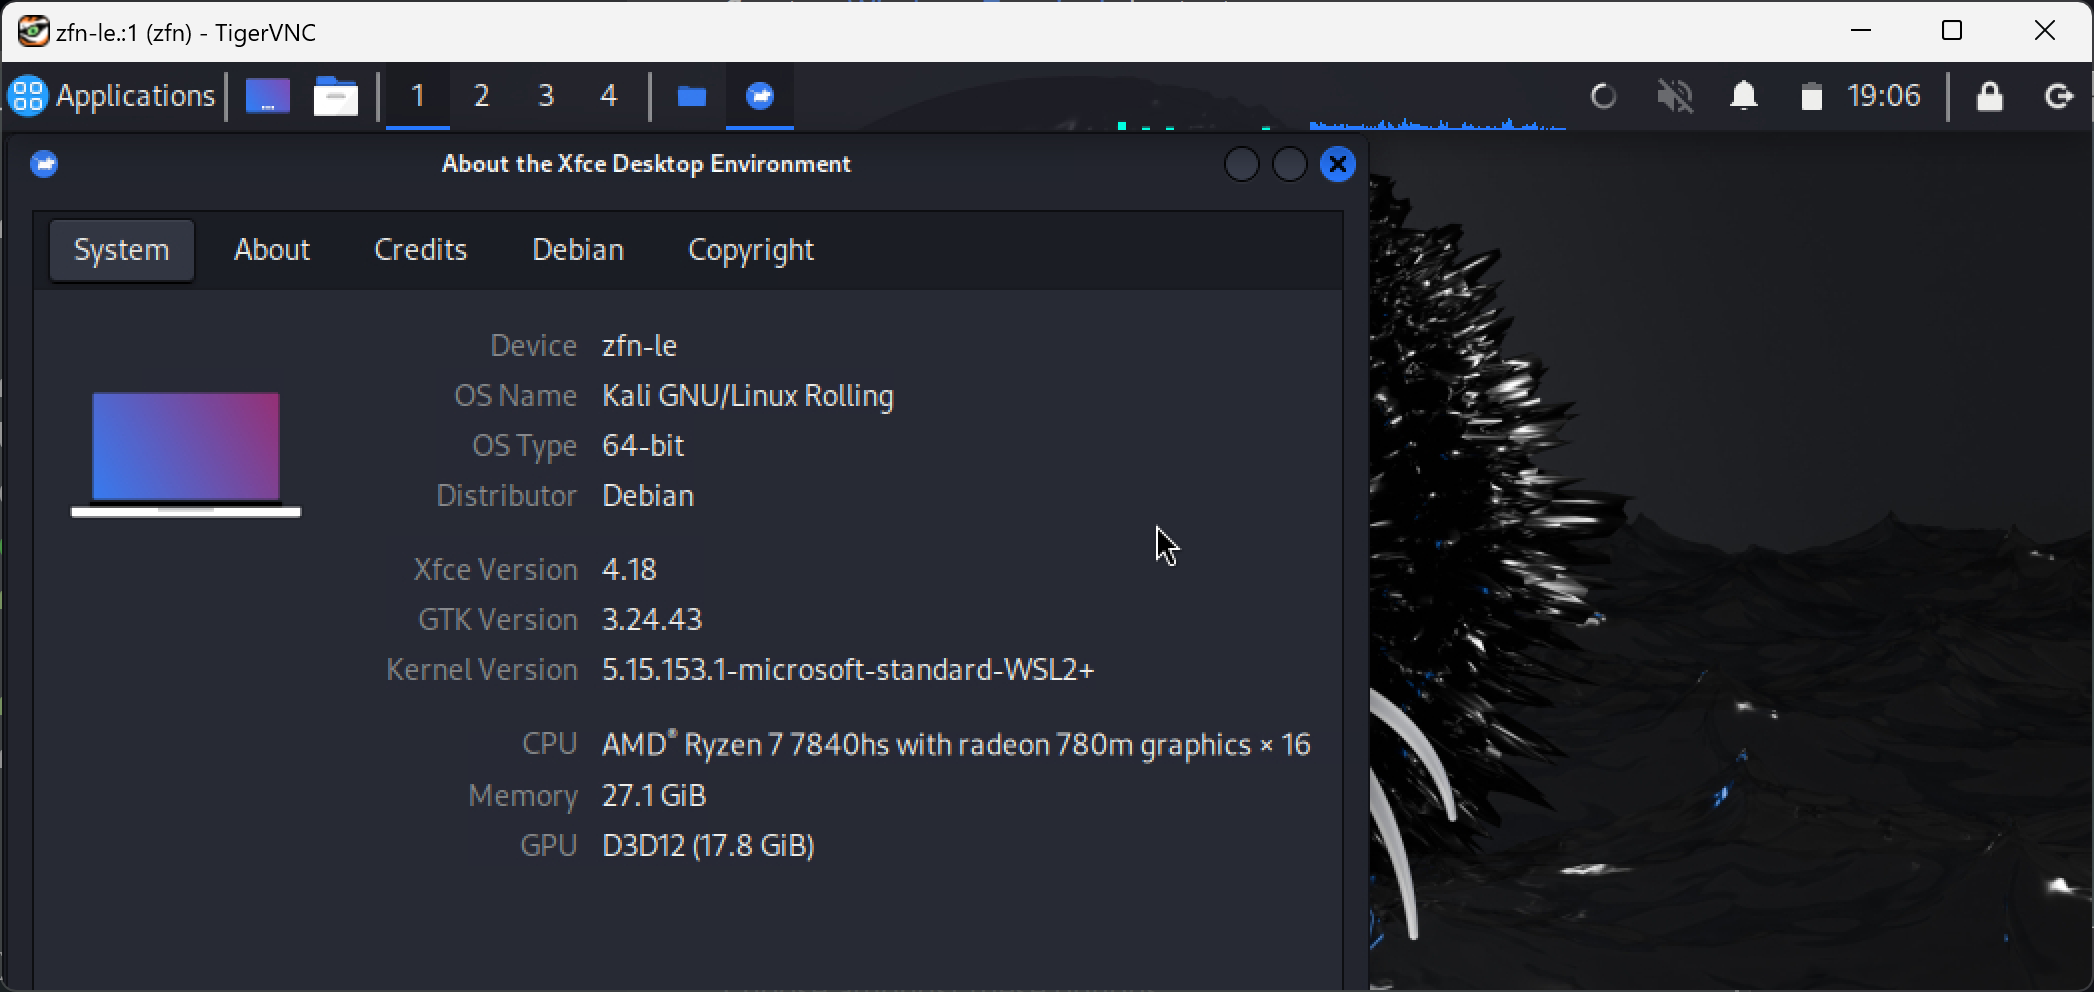 zfn-le.:1 (zfn) - TigerVNC
Applications 1 2 3 4 19:06
About the Xfce Desktop Environment
System About Credits Debian Copyright
Device zfn-le
OS Name Kali GNU/Linux Rolling
OS Type 64-bit
Distributor Debian
Xfce Version 4.18
GTK Version 3.24.43
Kernel Version 5.15.153.1-microsoft-standard-WSL2+
CPU AMD® Ryzen 7 7840hs with radeon 780m graphics × 16
Memory 27.1 GiB
GPU D3D12 (17.8 GiB)